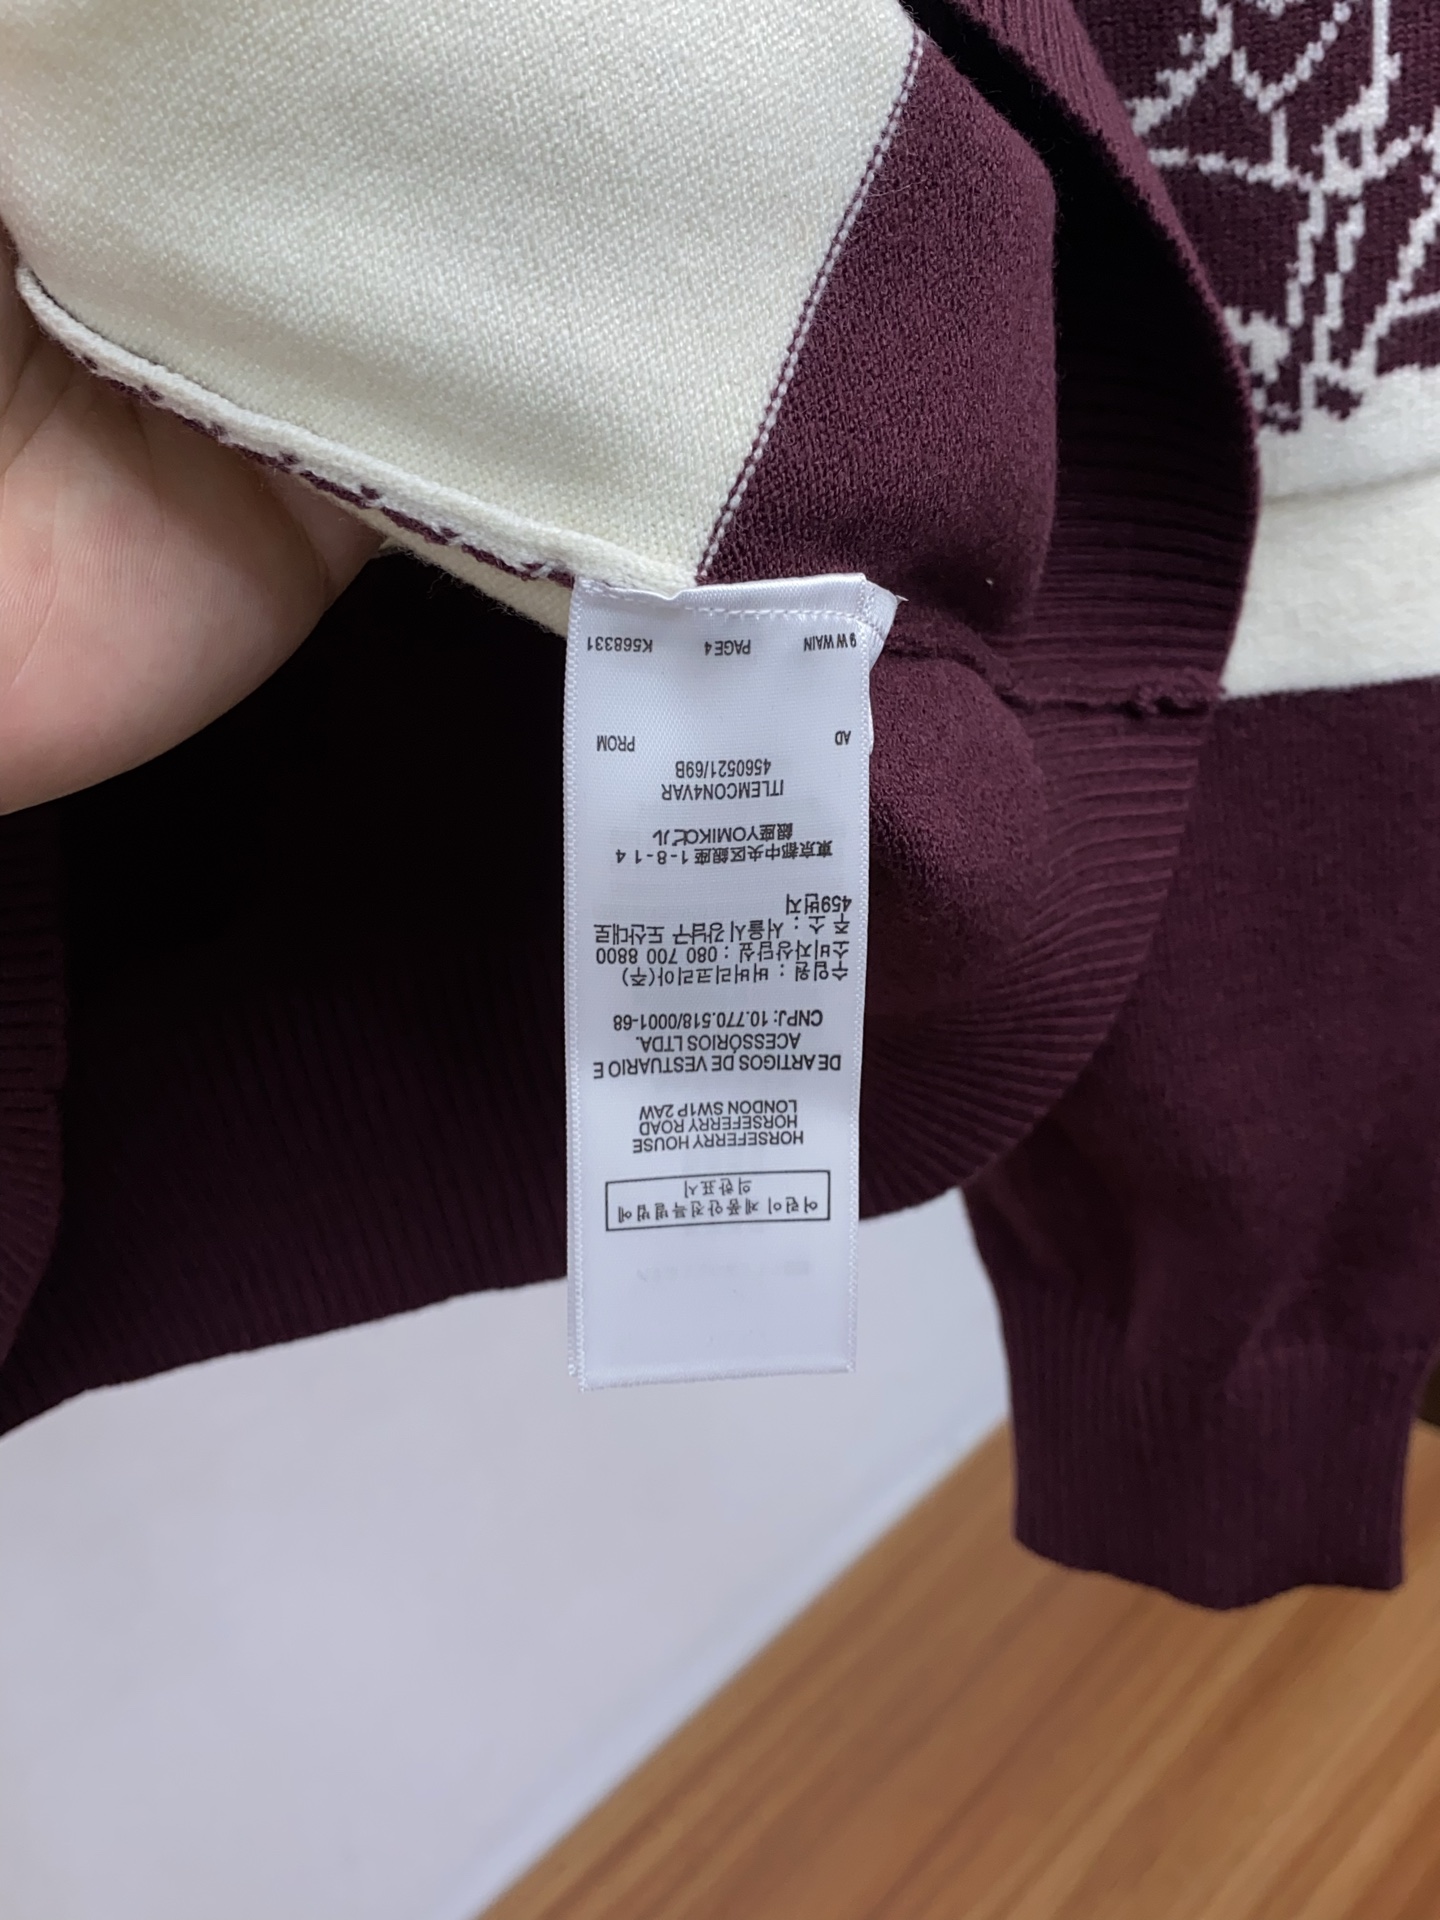 어린이제품안전특별법에
의한표시
HORSEFERRY HOUSE
HORSEFERRY ROAD
LONDON SW1P 2AW
DE ARTIGOS DE VESTUARIO E
ACESSÓRIOS LTDA.
CNPJ: 10.770.518/0001-68
수입원 : 버버리코리아(주)
소비자상담실 : 080 700 8800
주 소 : 서울시 강남구 도산대로
459번지
東京都中央区銀座1-8-14
銀座YOMIKOビル
ITLEMCON4VAR
4560521/69B
AD PROM
9 W WAIN PAGE 4 K568331